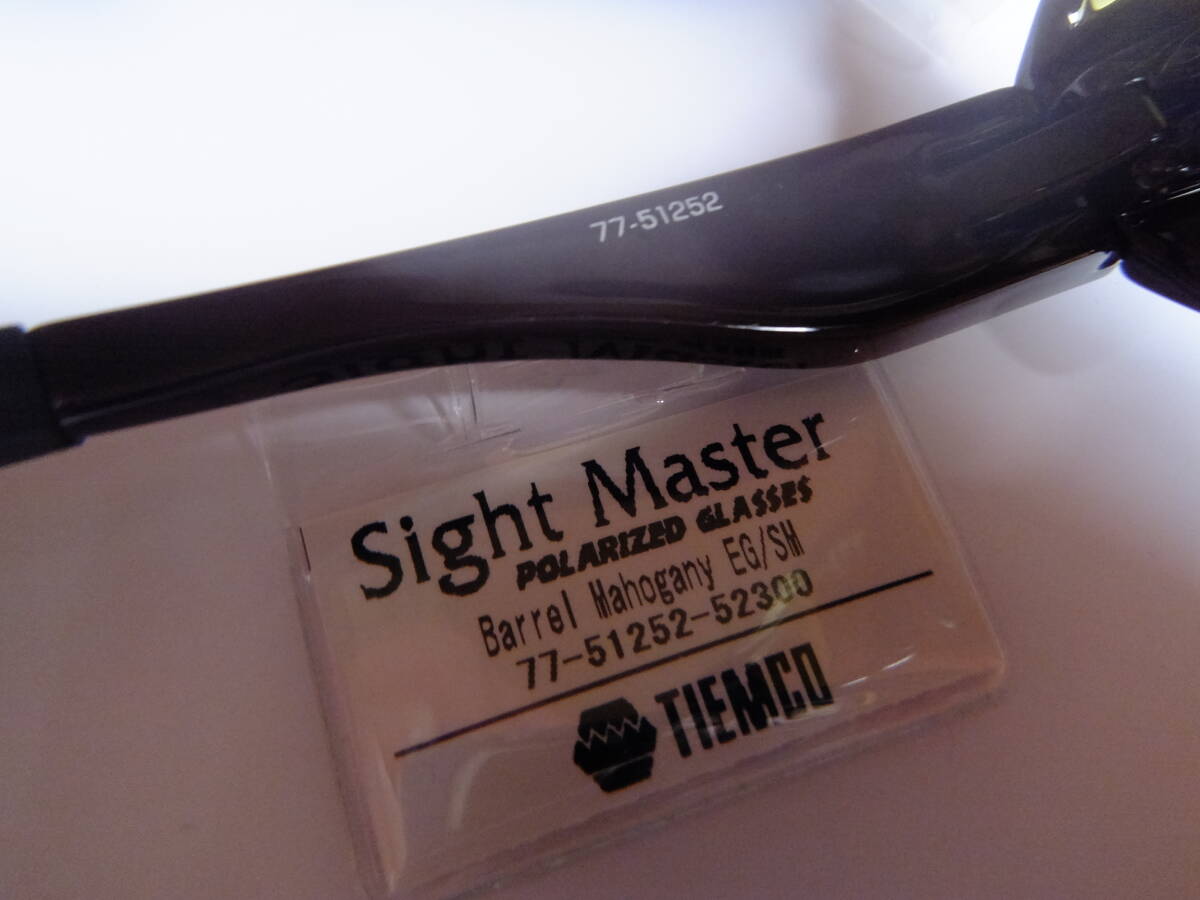 77-51252
Sight Master
POLARIZED GLASSES
Barrel Mahogany EG/SM
77-51252-52300
TIEMCO